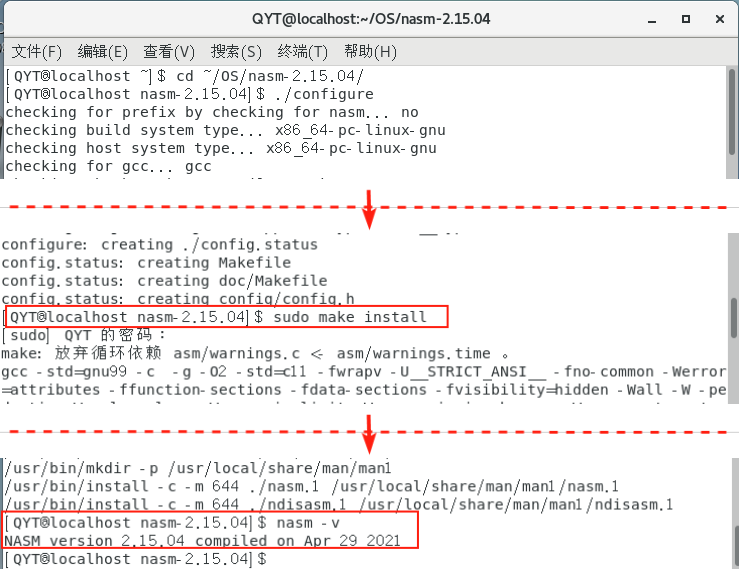 QYT@localhost:~/OS/nasm-2.15.04
文件(F) 编辑(E) 查看(V) 搜索(S) 终端(T) 帮助(H)
[QYT@localhost ~]$ cd ~/OS/nasm-2.15.04/
[QYT@localhost nasm-2.15.04]$ ./configure
checking for prefix by checking for nasm... no
checking build system type... x86_64-pc-linux-gnu
checking host system type... x86_64-pc-linux-gnu
checking for gcc... gcc
configure: creating ./config.status
config.status: creating Makefile
config.status: creating doc/Makefile
config.status: creating config/config.h
[QYT@localhost nasm-2.15.04]$ sudo make install
[sudo] QYT 的密码：
make: 放弃循环依赖 asm/warnings.c <- asm/warnings.time 。
gcc -std=gnu99 -c -g -O2 -std=c11 -fwrapv -U__STRICT_ANSI__ -fno-common -Werror
=attributes -ffunction-sections -fdata-sections -fvisibility=hidden -Wall -W -pe
/usr/bin/mkdir -p /usr/local/share/man/man1
/usr/bin/install -c -m 644 ./nasm.1 /usr/local/share/man/man1/nasm.1
/usr/bin/install -c -m 644 ./ndisasm.1 /usr/local/share/man/man1/ndisasm.1
[QYT@localhost nasm-2.15.04]$ nasm -v
NASM version 2.15.04 compiled on Apr 29 2021
[QYT@localhost nasm-2.15.04]$